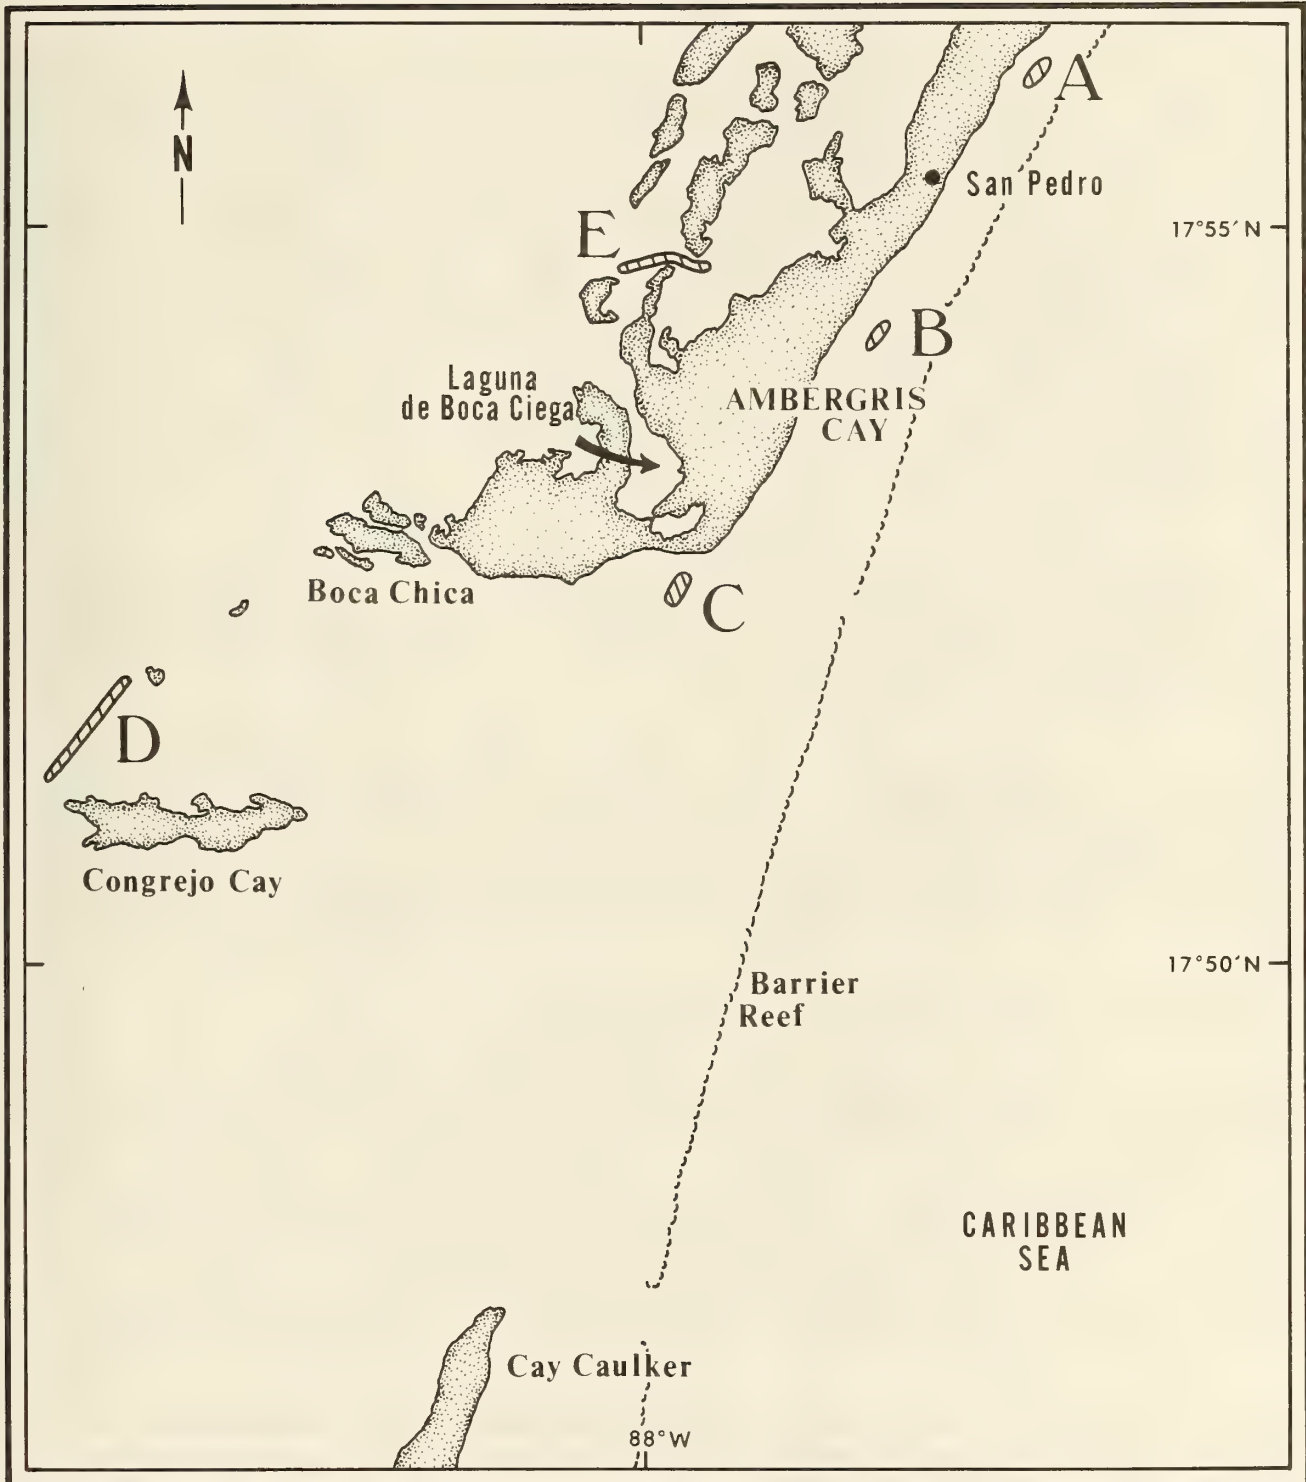 A
N
San Pedro
E
17°55′N
B
Laguna
de Boca Ciega
AMBERGRIS
CAY
Boca Chica
C
D
Congrejo Cay
17°50′N
Barrier
Reef
CARIBBEAN
SEA
Cay Caulker
88°W